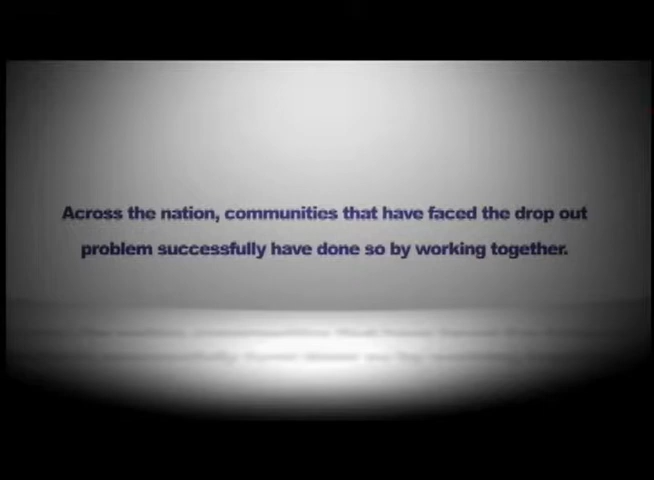 Across the nation, communities that have faced the drop out
problem successfully have done so by working together.